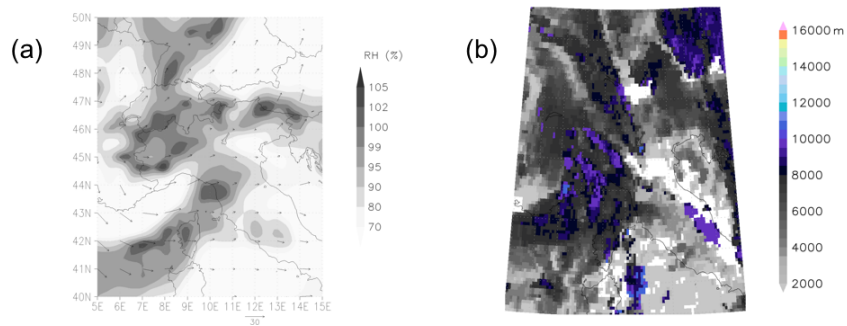 (a)
50N
49N
48N
47N
46N
45N
44N
43N
42N
41N
40N
5E 6E 7E 8E 9E 10E 11E 12E 13E 14E 15E
30
RH (%)
105
102
100
99
95
90
80
70
(b)
16000 m
14000
12000
10000
8000
6000
4000
2000